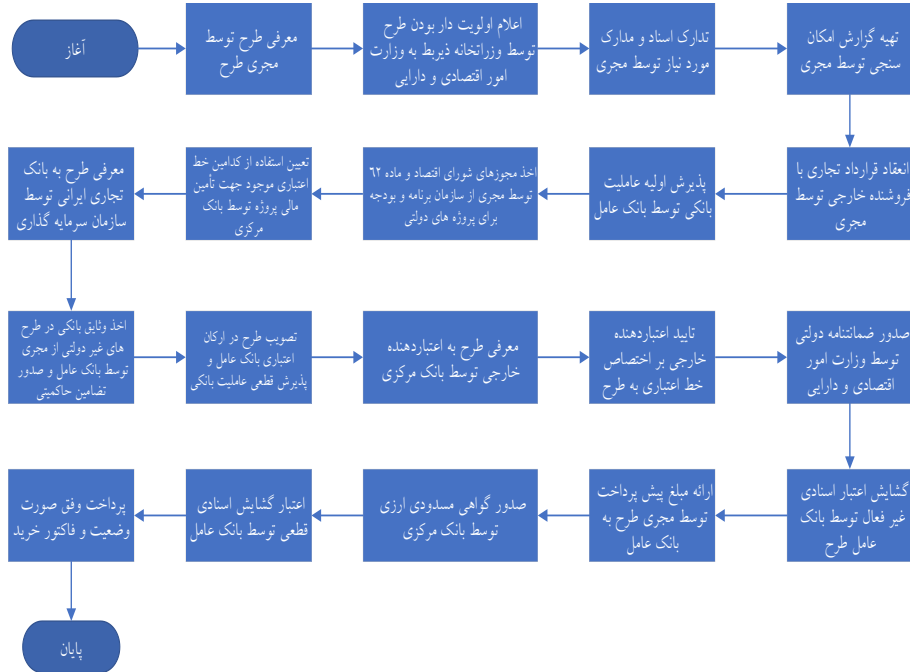 آغاز
معرفی طرح توسط
مجری طرح
اعلام اولویت دار بودن طرح
توسط وزراتخانه ذیربط به وزارت
امور اقتصادی و دارایی
تدارک اسناد و مدارک
مورد نیاز توسط مجری
تهیه گزارش امکان
سنجی توسط مجری
انعقاد قرارداد تجاری با
فروشنده خارجی توسط
مجری
پذیرش اولیه عاملیت
بانکی توسط بانک عامل
اخذ مجوزهای شورای اقتصاد و ماده ٦٢
توسط مجری از سازمان برنامه و بودجه
برای پروژه های دولتی
تعیین استفاده از کدامین خط
اعتباری موجود جهت تأمین
مالی پروژه توسط بانک
مرکزی
معرفی طرح به بانک
تجاری ایرانی توسط
سازمان سرمایه گذاری
اخذ وثایق بانکی در طرح
های غیر دولتی از مجری
توسط بانک عامل و صدور
تضامین حاکمیتی
تصویب طرح در ارکان
اعتباری بانک عامل و
پذیرش قطعی عاملیت بانکی
معرفی طرح به اعتباردهنده
خارجی توسط بانک مرکزی
تایید اعتباردهنده
خارجی بر اختصاص
خط اعتباری به طرح
صدور ضمانتنامه دولتی
توسط وزارت امور
اقتصادی و دارایی
گشایش اعتبار اسنادی
غیر فعال توسط بانک
عامل طرح
ارائه مبلغ پیش پرداخت
توسط مجری طرح به
بانک عامل
صدور گواهی مسدودی ارزی
توسط بانک مرکزی
اعتبار گشایش اسنادی
قطعی توسط بانک عامل
پرداخت وفق صورت
وضعیت و فاکتور خرید
پایان